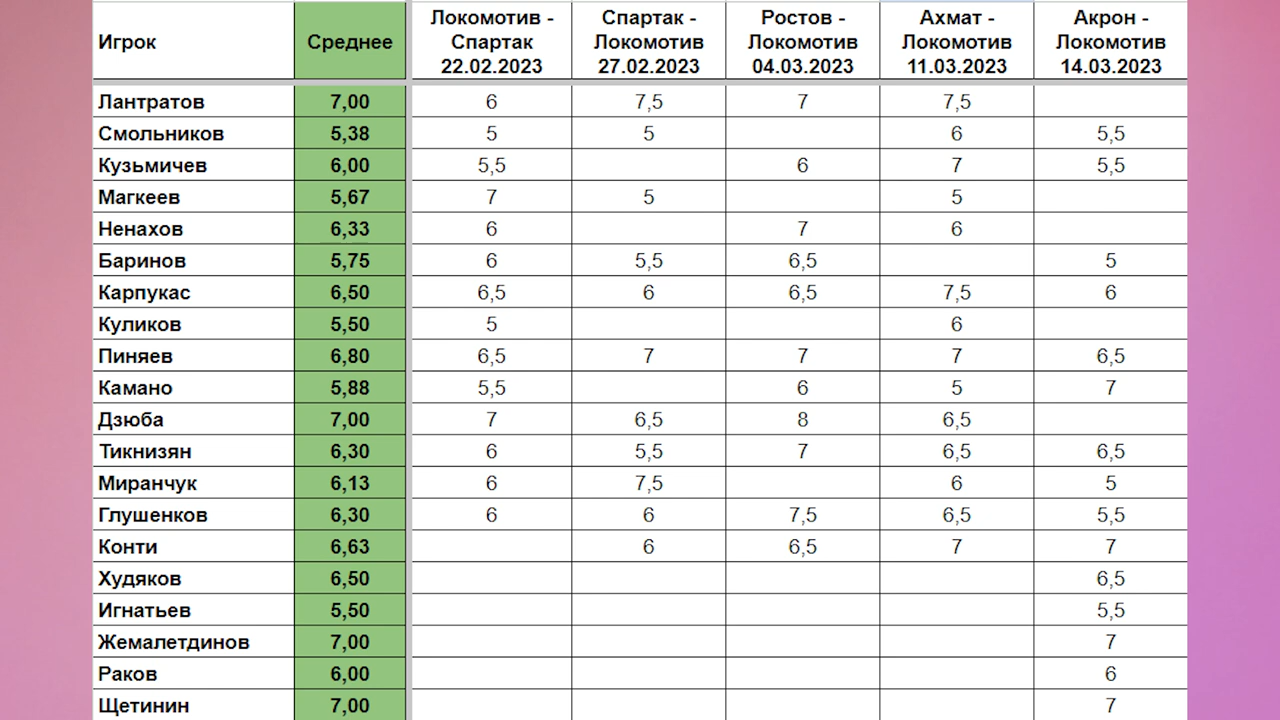 Игрок Среднее Локомотив - Спартак 22.02.2023 Спартак - Локомотив 27.02.2023 Ростов - Локомотив 04.03.2023 Ахмат - Локомотив 11.03.2023 Акрон - Локомотив 14.03.2023
Лантратов 7,00 6 7,5 7 7,5
Смольников 5,38 5 5 6 5,5
Кузьмичев 6,00 5,5 6 7 5,5
Магкеев 5,67 7 5 5
Ненахов 6,33 6 7 6
Баринов 5,75 6 5,5 6,5 5
Карпукас 6,50 6,5 6 6,5 7,5 6
Куликов 5,50 5 6
Пиняев 6,80 6,5 7 7 7 6,5
Камано 5,88 5,5 6 5 7
Дзюба 7,00 7 6,5 8 6,5
Тикнизян 6,30 6 5,5 7 6,5 6,5
Миранчук 6,13 6 7,5 6 5
Глушенков 6,30 6 6 7,5 6,5 5,5
Конти 6,63 6 6,5 7 7
Худяков 6,50 6,5
Игнатьев 5,50 5,5
Жемалетдинов 7,00 7
Раков 6,00 6
Щетинин 7,00 7